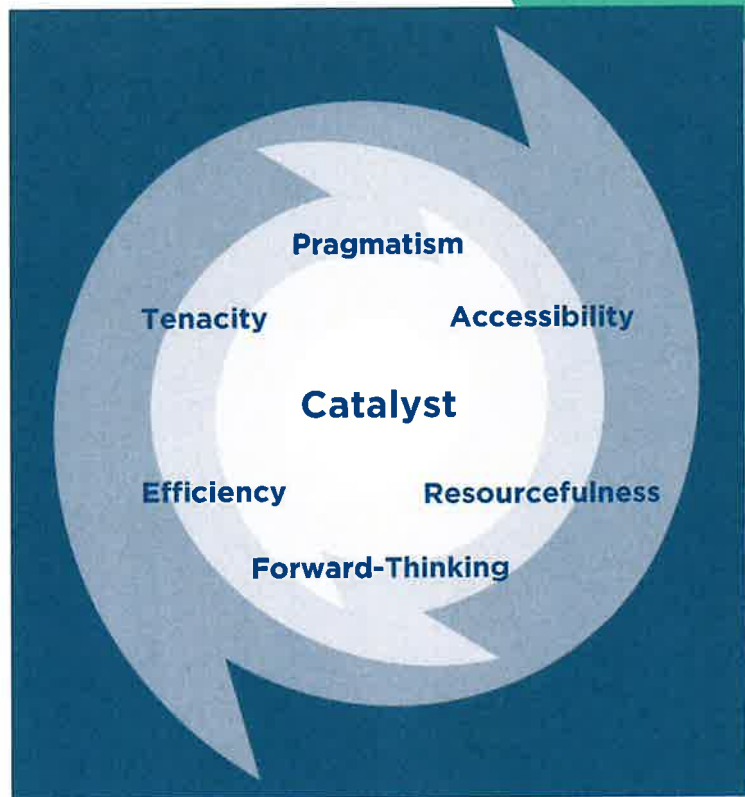 Pragmatism
Tenacity
Accessibility
Catalyst
Efficiency
Resourcefulness
Forward-Thinking